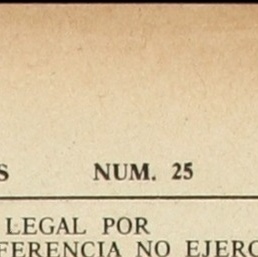 S NUM. 25
LEGAL POR
FERENCIA NO EJERC